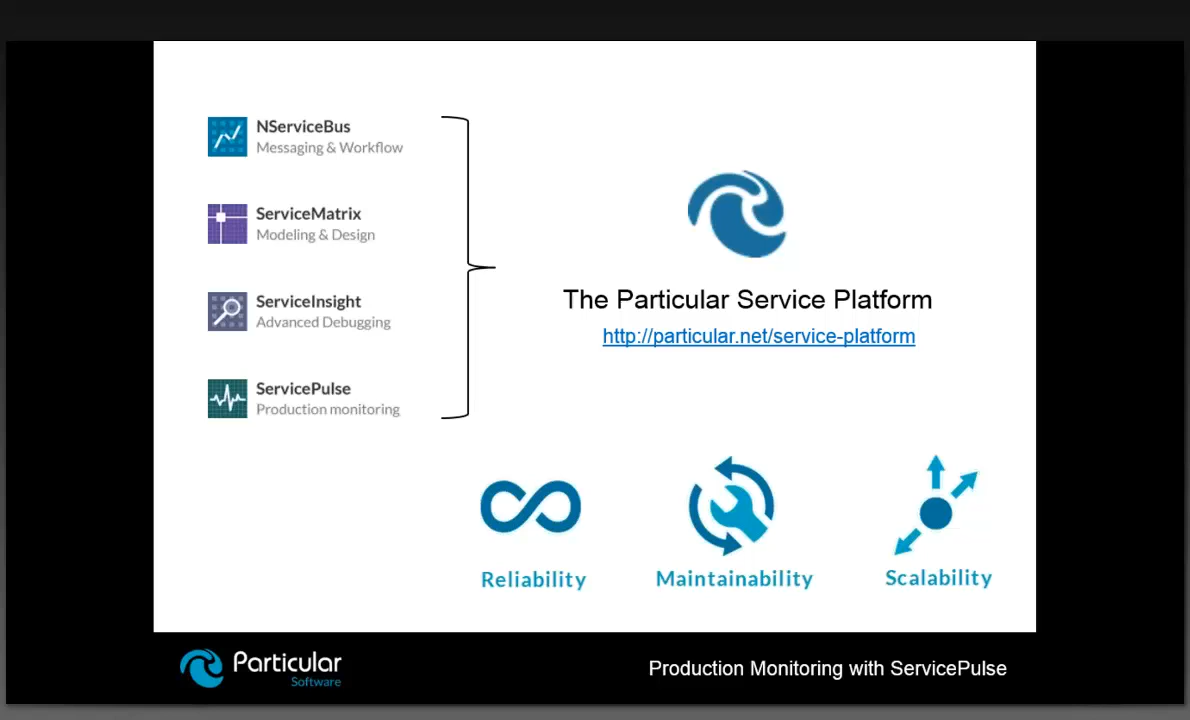 NServiceBus
Messaging & Workflow
ServiceMatrix
Modeling & Design
ServiceInsight
Advanced Debugging
ServicePulse
Production monitoring
The Particular Service Platform
http://particular.net/service-platform
Reliability
Maintainability
Scalability
Particular
Software
Production Monitoring with ServicePulse